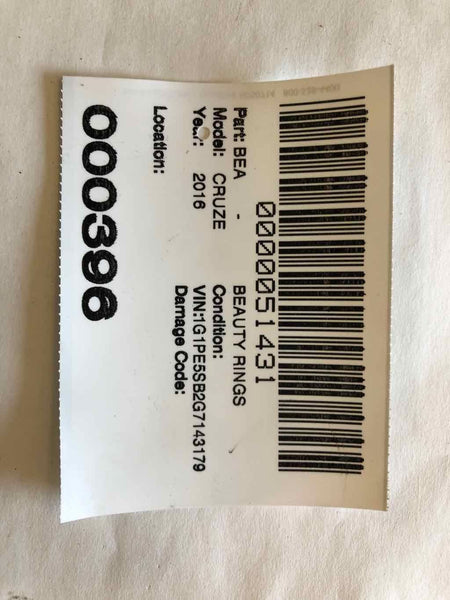 0000051431
Part: BEA - BEAUTY RINGS
Model: CRUZE Condition:
Year: 2016 VIN:1G1PE5SB2G7143179
Damage Code:
Location:
000396